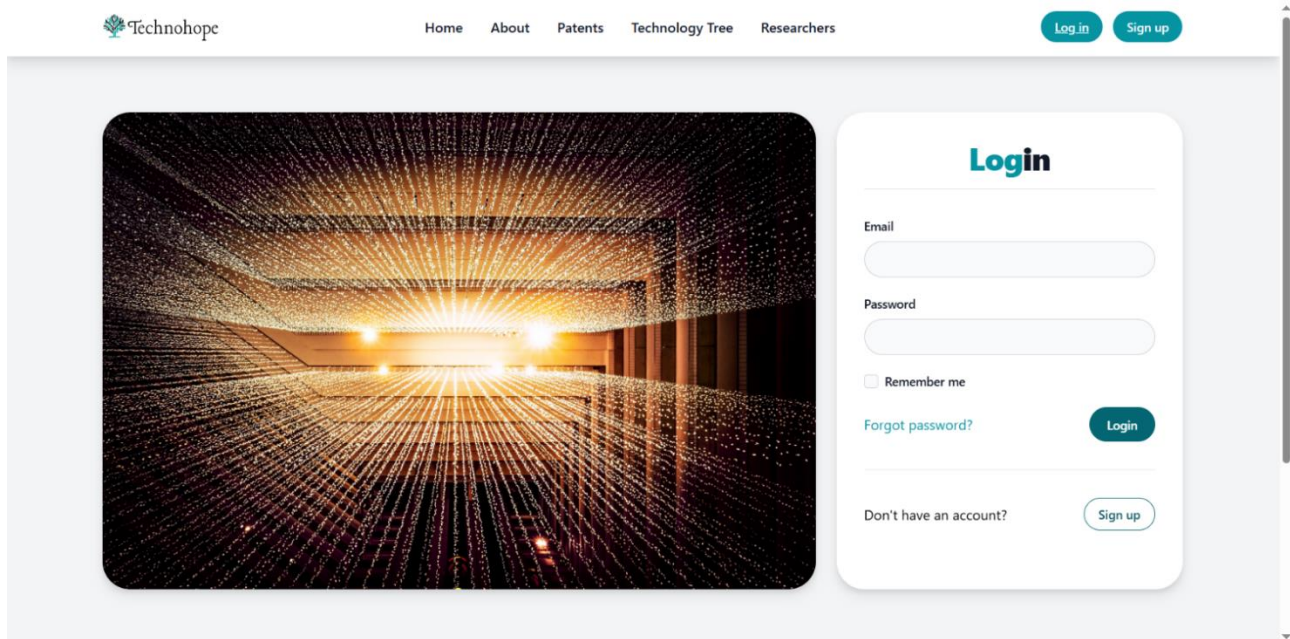 Technohope
Home About Patents Technology Tree Researchers
Log in Sign up
Login
Email
Password
Remember me
Forgot password? Login
Don't have an account? Sign up